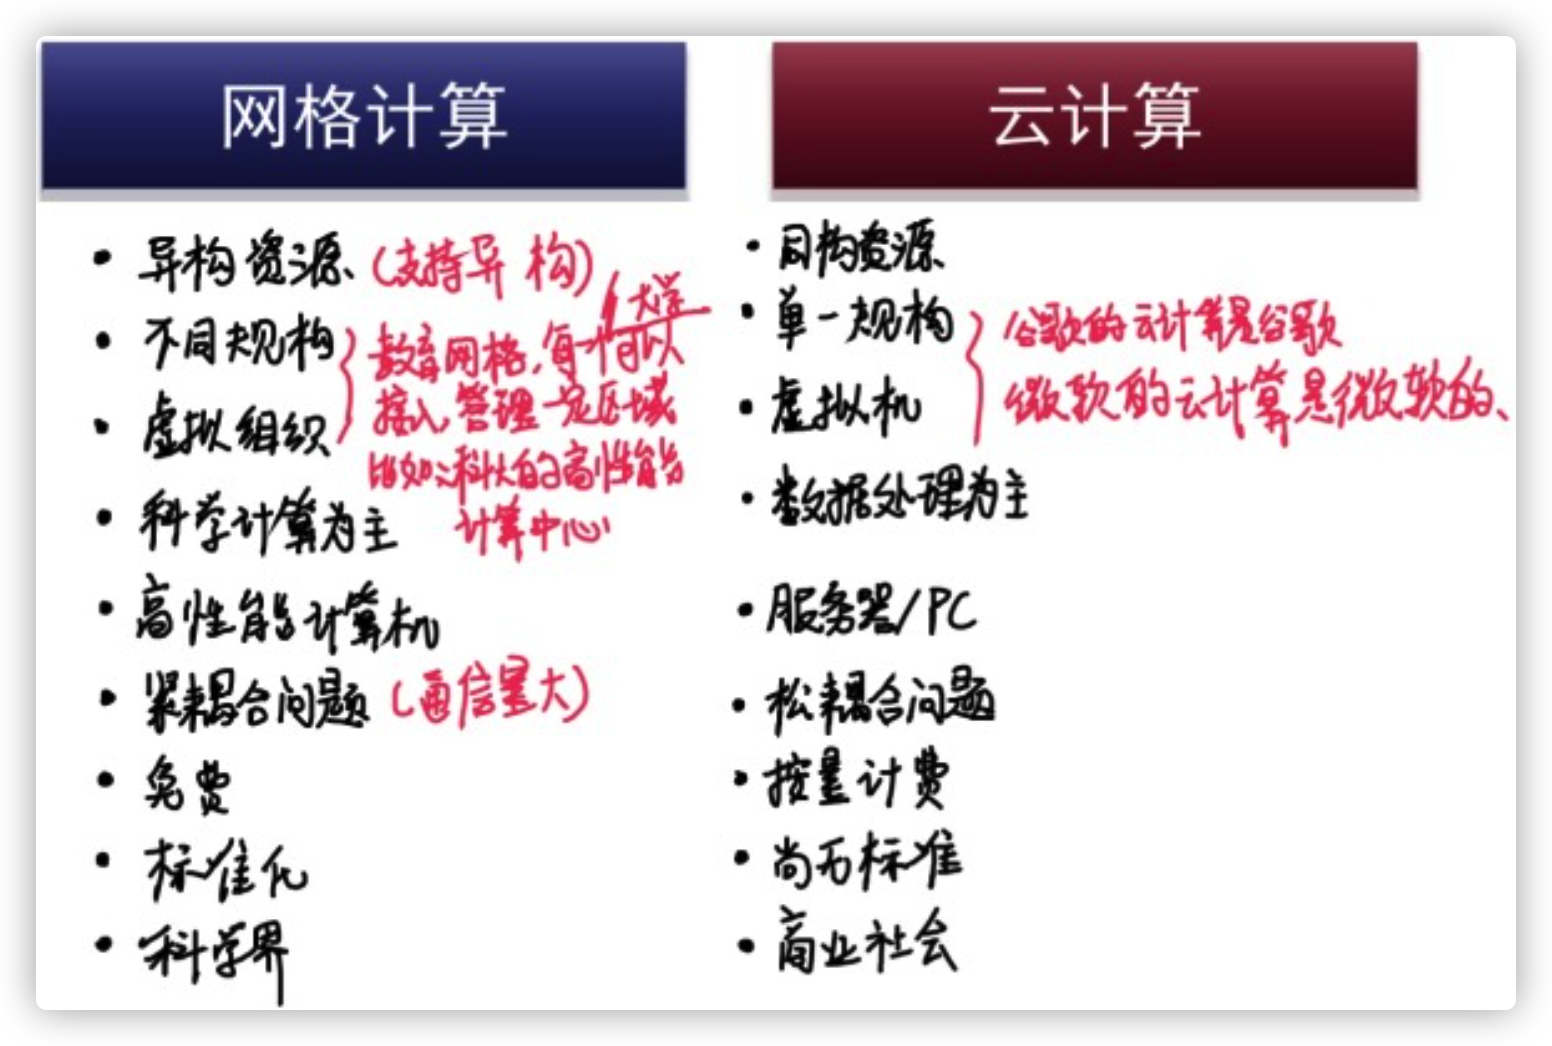 网格计算
异构资源 (支持异构)
不同规构
虚拟组织
大学
教育网格,每个可以
接入,管理一定区域
比如:科大的高性能
计算中心
科学计算为主
高性能计算机
紧耦合问题 (通信量大)
免费
标准化
科学界
云计算
同构资源
单一规构
虚拟机
谷歌的云计算是谷歌
微软的云计算是微软的、
数据处理为主
服务器/PC
松耦合问题
按量计费
尚无标准
商业社会